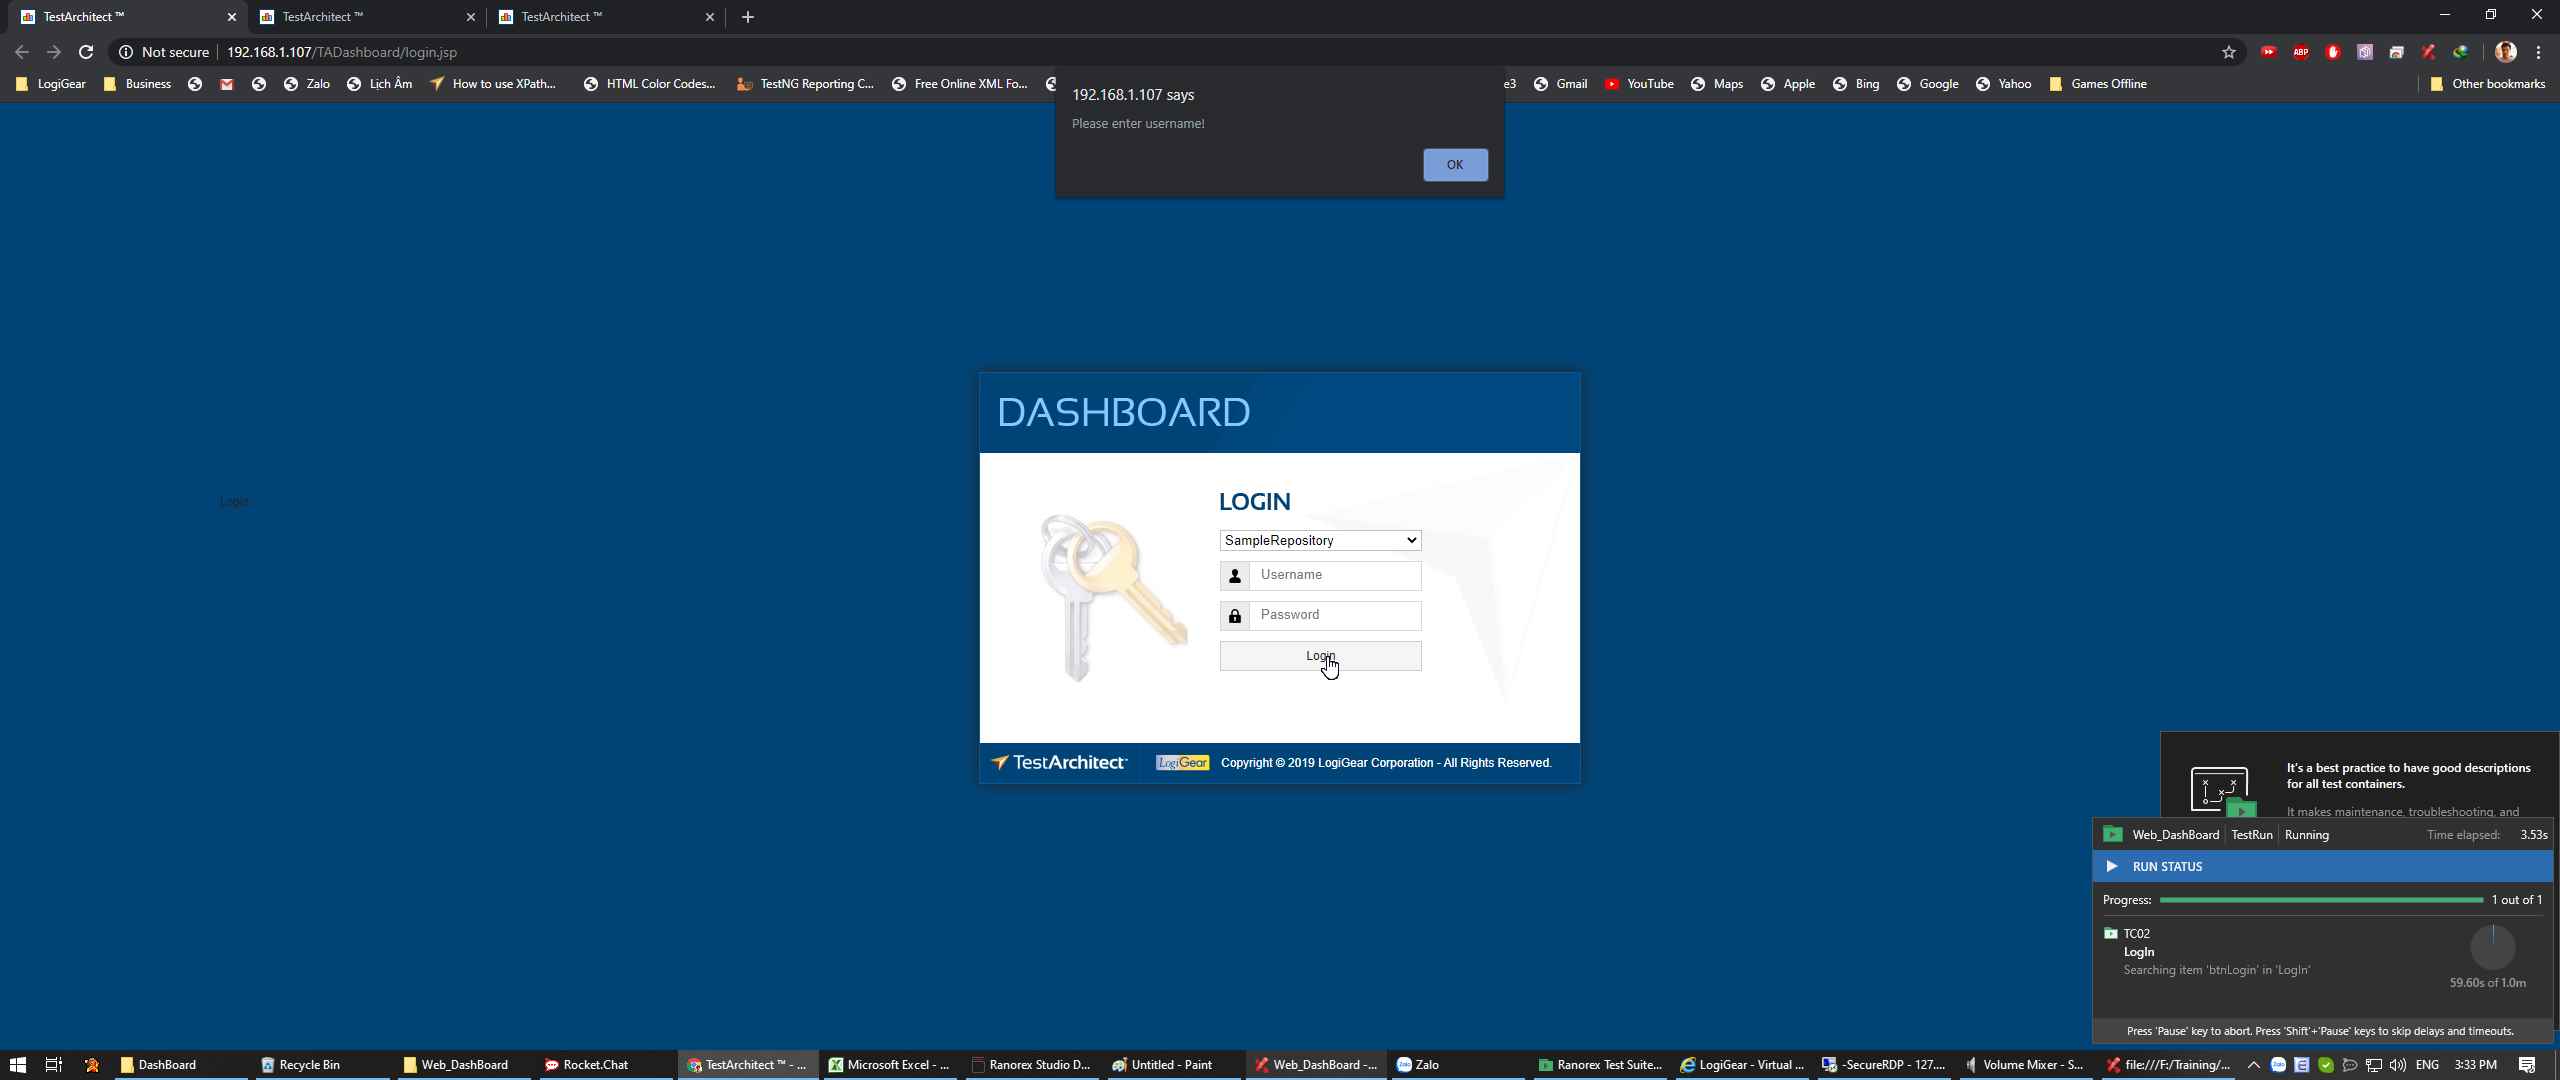 TestArchitect ™
TestArchitect ™
TestArchitect ™
Not secure
192.168.1.107/TADashboard/login.jsp
ABP
LogiGear
Business
Zalo
Lich Âm
How to use XPath...
HTML Color Codes...
TestNG Reporting C...
Free Online XML Fo...
e3
Gmail
YouTube
Maps
Apple
Bing
Google
Yahoo
Games Offline
Other bookmarks
192.168.1.107 says
Please enter username!
OK
DASHBOARD
Login
LOGIN
SampleRepository
Username
Password
Login
TestArchitect
LogiGear
Copyright © 2019 LogiGear Corporation - All Rights Reserved.
It's a best practice to have good descriptions
for all test containers.
It makes maintenance, troubleshooting, and
Web_DashBoard
TestRun
Running
Time elapsed:
3.53s
RUN STATUS
Progress:
1 out of 1
TC02
LogIn
Searching item 'btnLogin' in 'LogIn'
59.60s of 1.0m
Press 'Pause' key to abort. Press 'Shift'+'Pause' keys to skip delays and timeouts.
DashBoard
Recycle Bin
Web_DashBoard
Rocket.Chat
TestArchitect ™ - ...
Microsoft Excel - ...
Ranorex Studio D...
Untitled - Paint
Web_DashBoard -...
Zalo
Ranorex Test Suite...
LogiGear - Virtual ...
-SecureRDP - 127....
Volume Mixer - S...
file:///F:/Training/...
ENG
3:33 PM